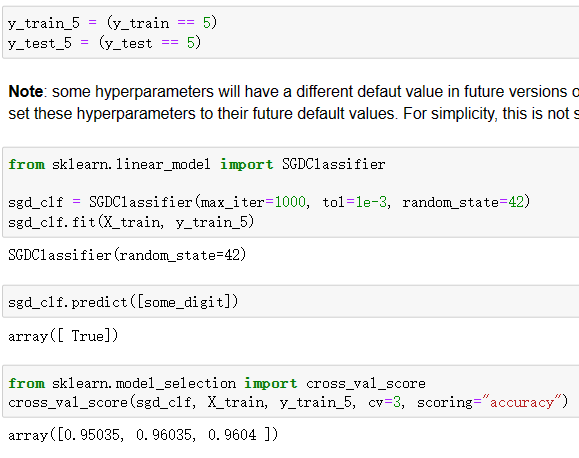 y_train_5 = (y_train == 5)
y_test_5 = (y_test == 5)
Note: some hyperparameters will have a different defaut value in future versions o
set these hyperparameters to their future default values. For simplicity, this is not s
from sklearn.linear_model import SGDClassifier
sgd_clf = SGDClassifier(max_iter=1000, tol=1e-3, random_state=42)
sgd_clf.fit(X_train, y_train_5)
SGDClassifier(random_state=42)
sgd_clf.predict([some_digit])
array([ True])
from sklearn.model_selection import cross_val_score
cross_val_score(sgd_clf, X_train, y_train_5, cv=3, scoring="accuracy")
array([0.95035, 0.96035, 0.9604 ])